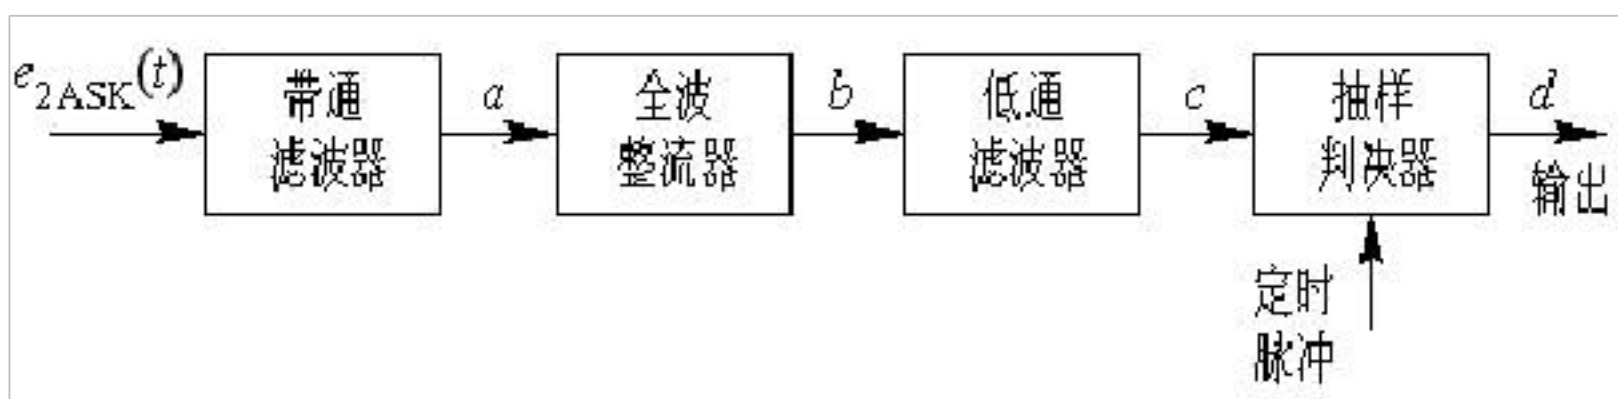 e2ASK(t)
带通
滤波器
a
全波
整流器
b
低通
滤波器
c
抽样
判决器
d
输出
定时
脉冲